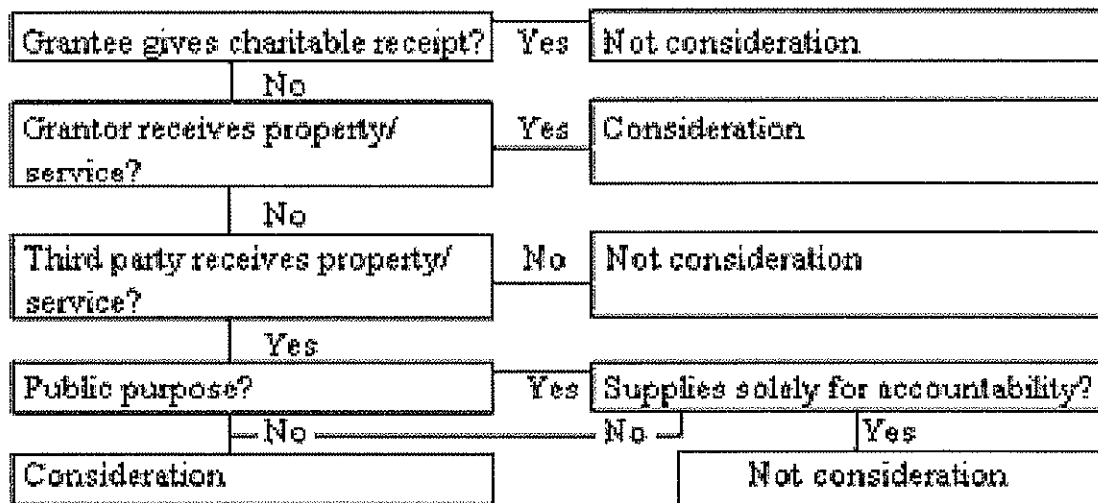 Grantee gives charitable receipt? Yes Not consideration
No
Grantor receives property/ Yes Consideration
service?
No
Third party receives property/ No Not consideration
service?
Yes
Public purpose? Yes Supplies solely for accountability?
No No Yes
Consideration Not consideration